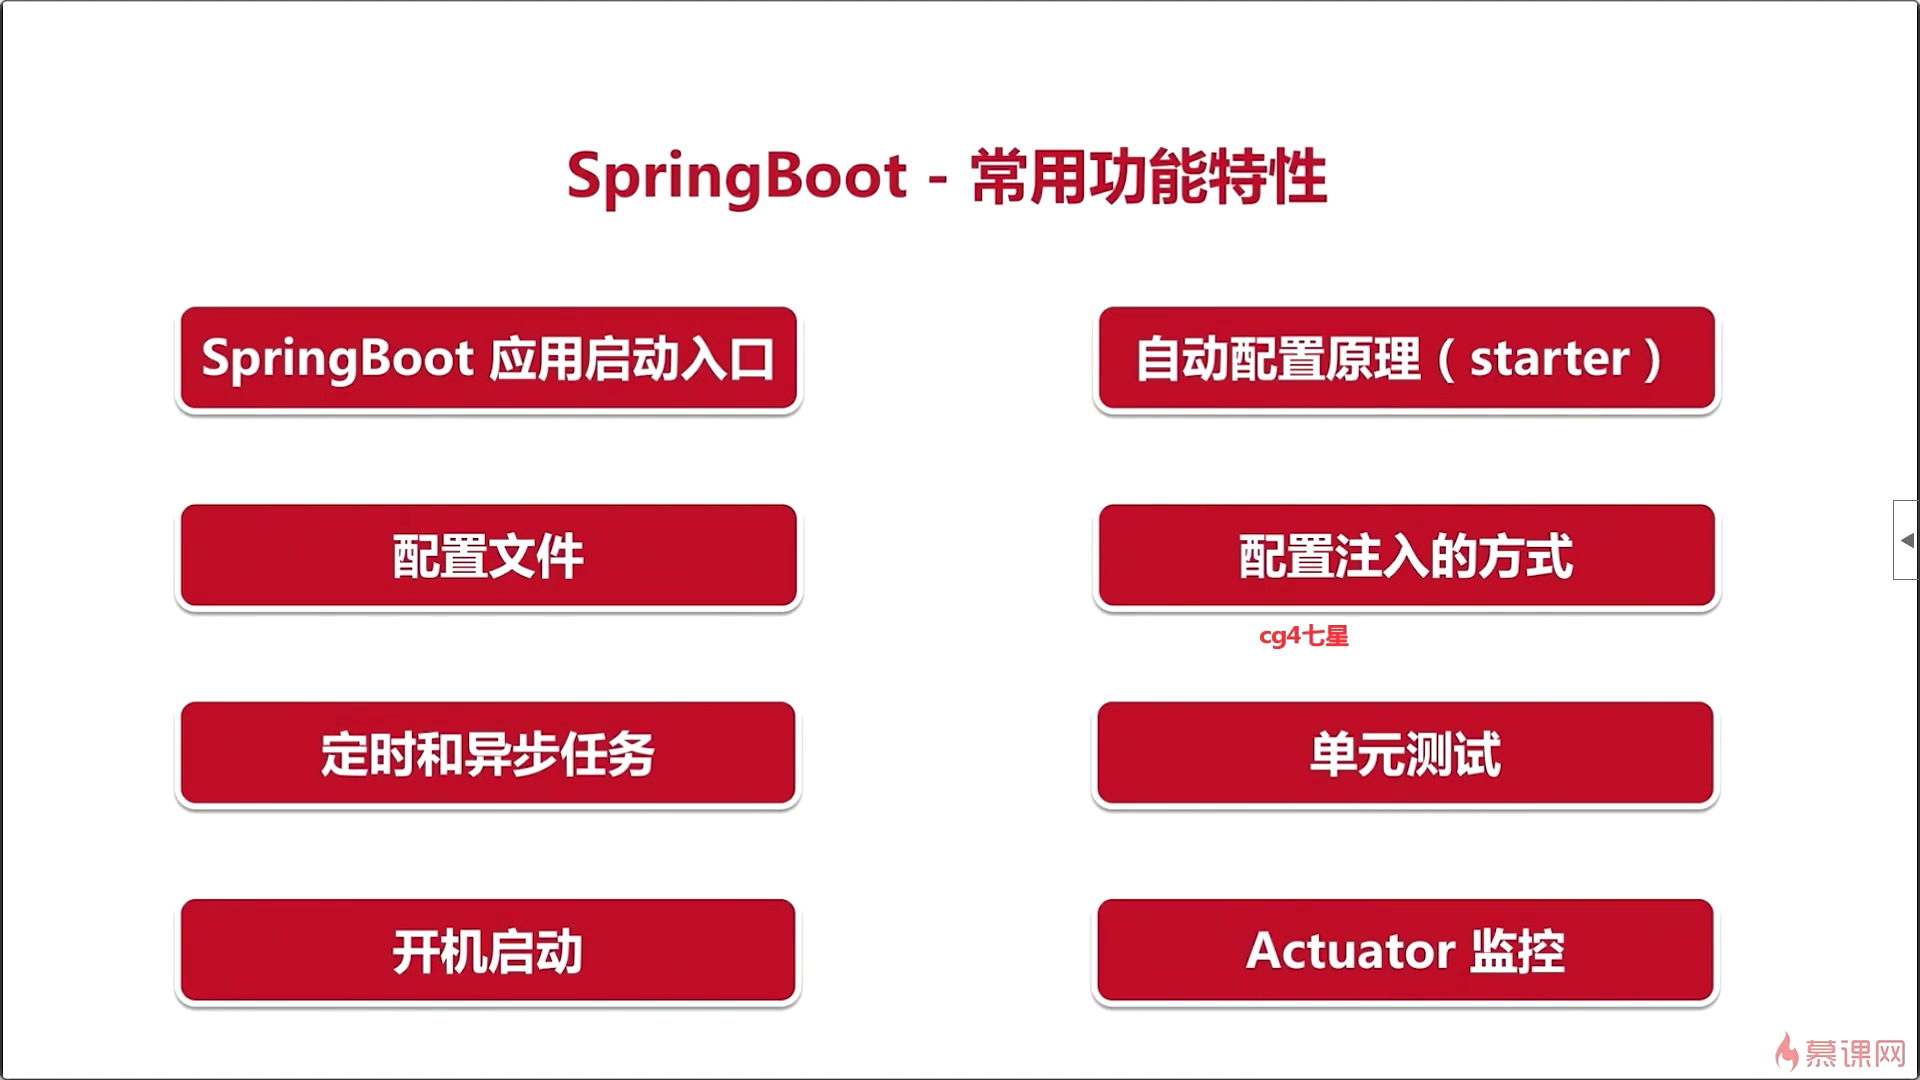 SpringBoot - 常用功能特性
SpringBoot 应用启动入口
自动配置原理（starter）
配置文件
配置注入的方式
cg4七星
定时和异步任务
单元测试
开机启动
Actuator 监控
慕课网